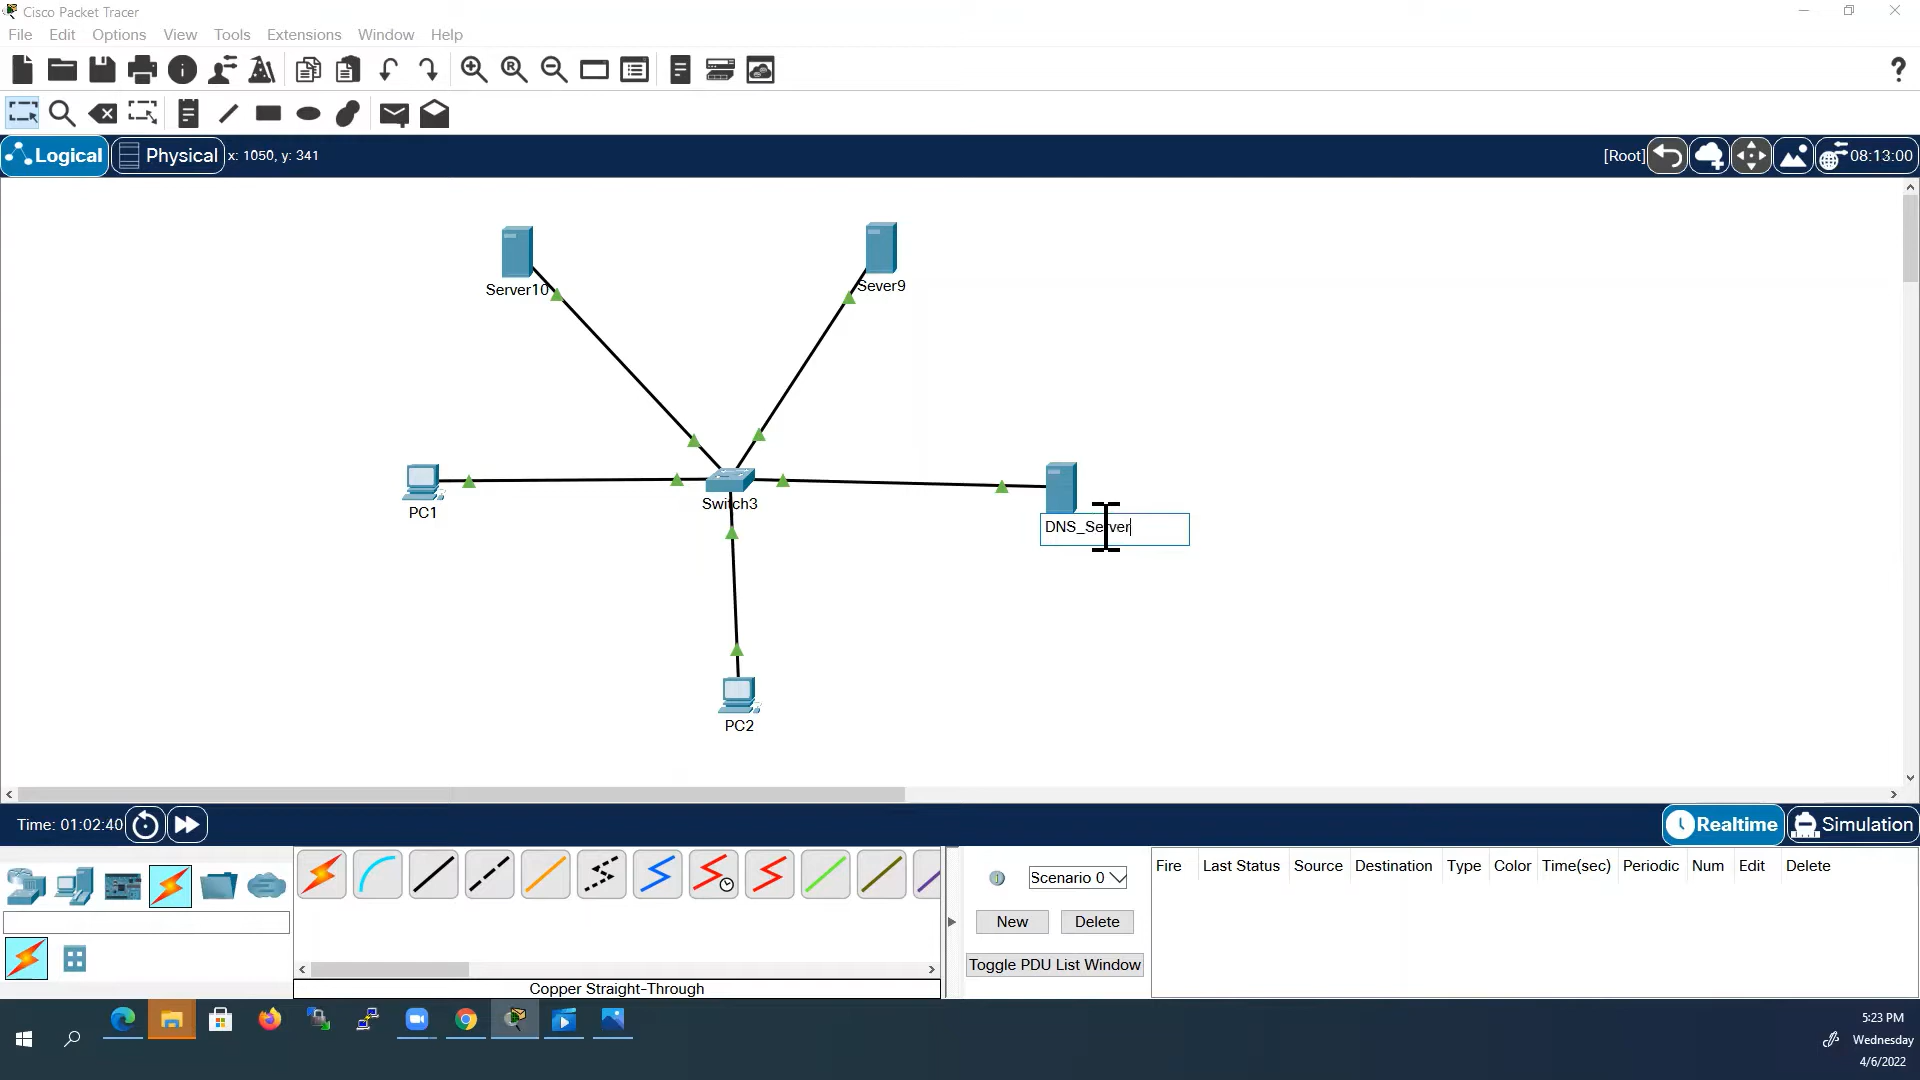 Cisco Packet Tracer
File Edit Options View Tools Extensions Window Help
Logical Physical x: 1050, y: 341 [Root] 08:13:00
Server10 Sever9
PC1 Switch3 DNS_Server
PC2
Time: 01:02:40 Realtime Simulation
Scenario 0 Fire Last Status Source Destination Type Color Time(sec) Periodic Num Edit Delete
New Delete
Toggle PDU List Window
Copper Straight-Through
5:23 PM
Wednesday
4/6/2022